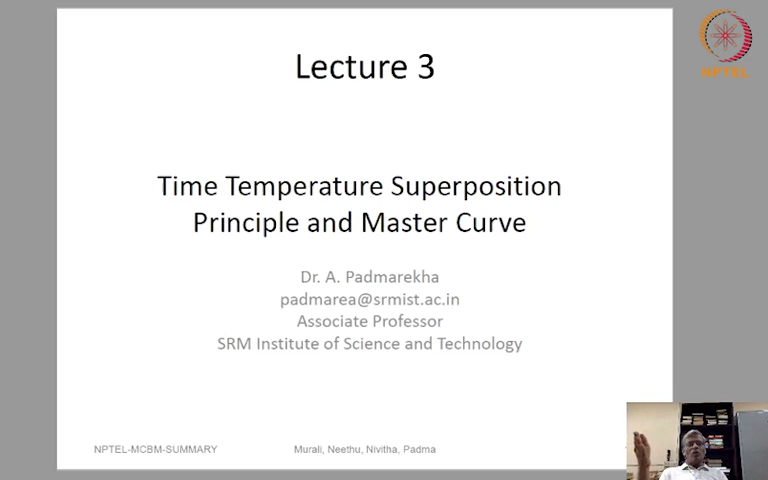 Lecture 3
NPTEL
Time Temperature Superposition
Principle and Master Curve
Dr. A. Padmarekha
padmarea@srmist.ac.in
Associate Professor
SRM Institute of Science and Technology
NPTEL-MCBM-SUMMARY
Murali, Neethu, Nivitha, Padma